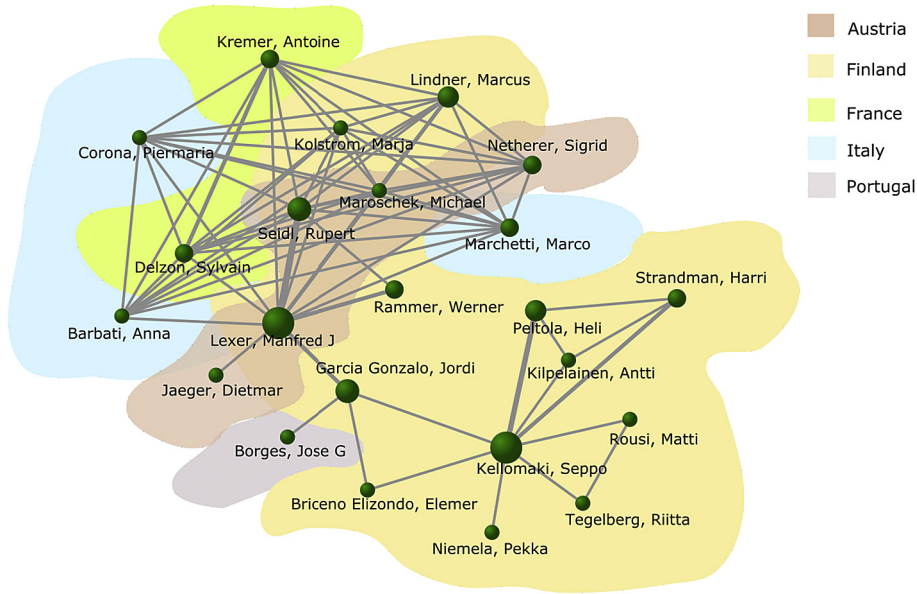 Kremer, Antoine
Austria
Finland
France
Italy
Portugal
Lindner, Marcus
Kolstrom, Marja
Netherer, Sigrid
Corona, Piermaria
Maroschek, Michael
Seidl, Rupert
Marchetti, Marco
Delzon, Sylvain
Strandman, Harri
Rammer, Werner
Barbati, Anna
Lexer, Manfred J
Peltola, Heli
Garcia Gonzalo, Jordi
Kilpelainen, Antti
Jaeger, Dietmar
Rousi, Matti
Borges, Jose G
Kellomaki, Seppo
Briceno Elizondo, Elemer
Tegelberg, Riitta
Niemela, Pekka